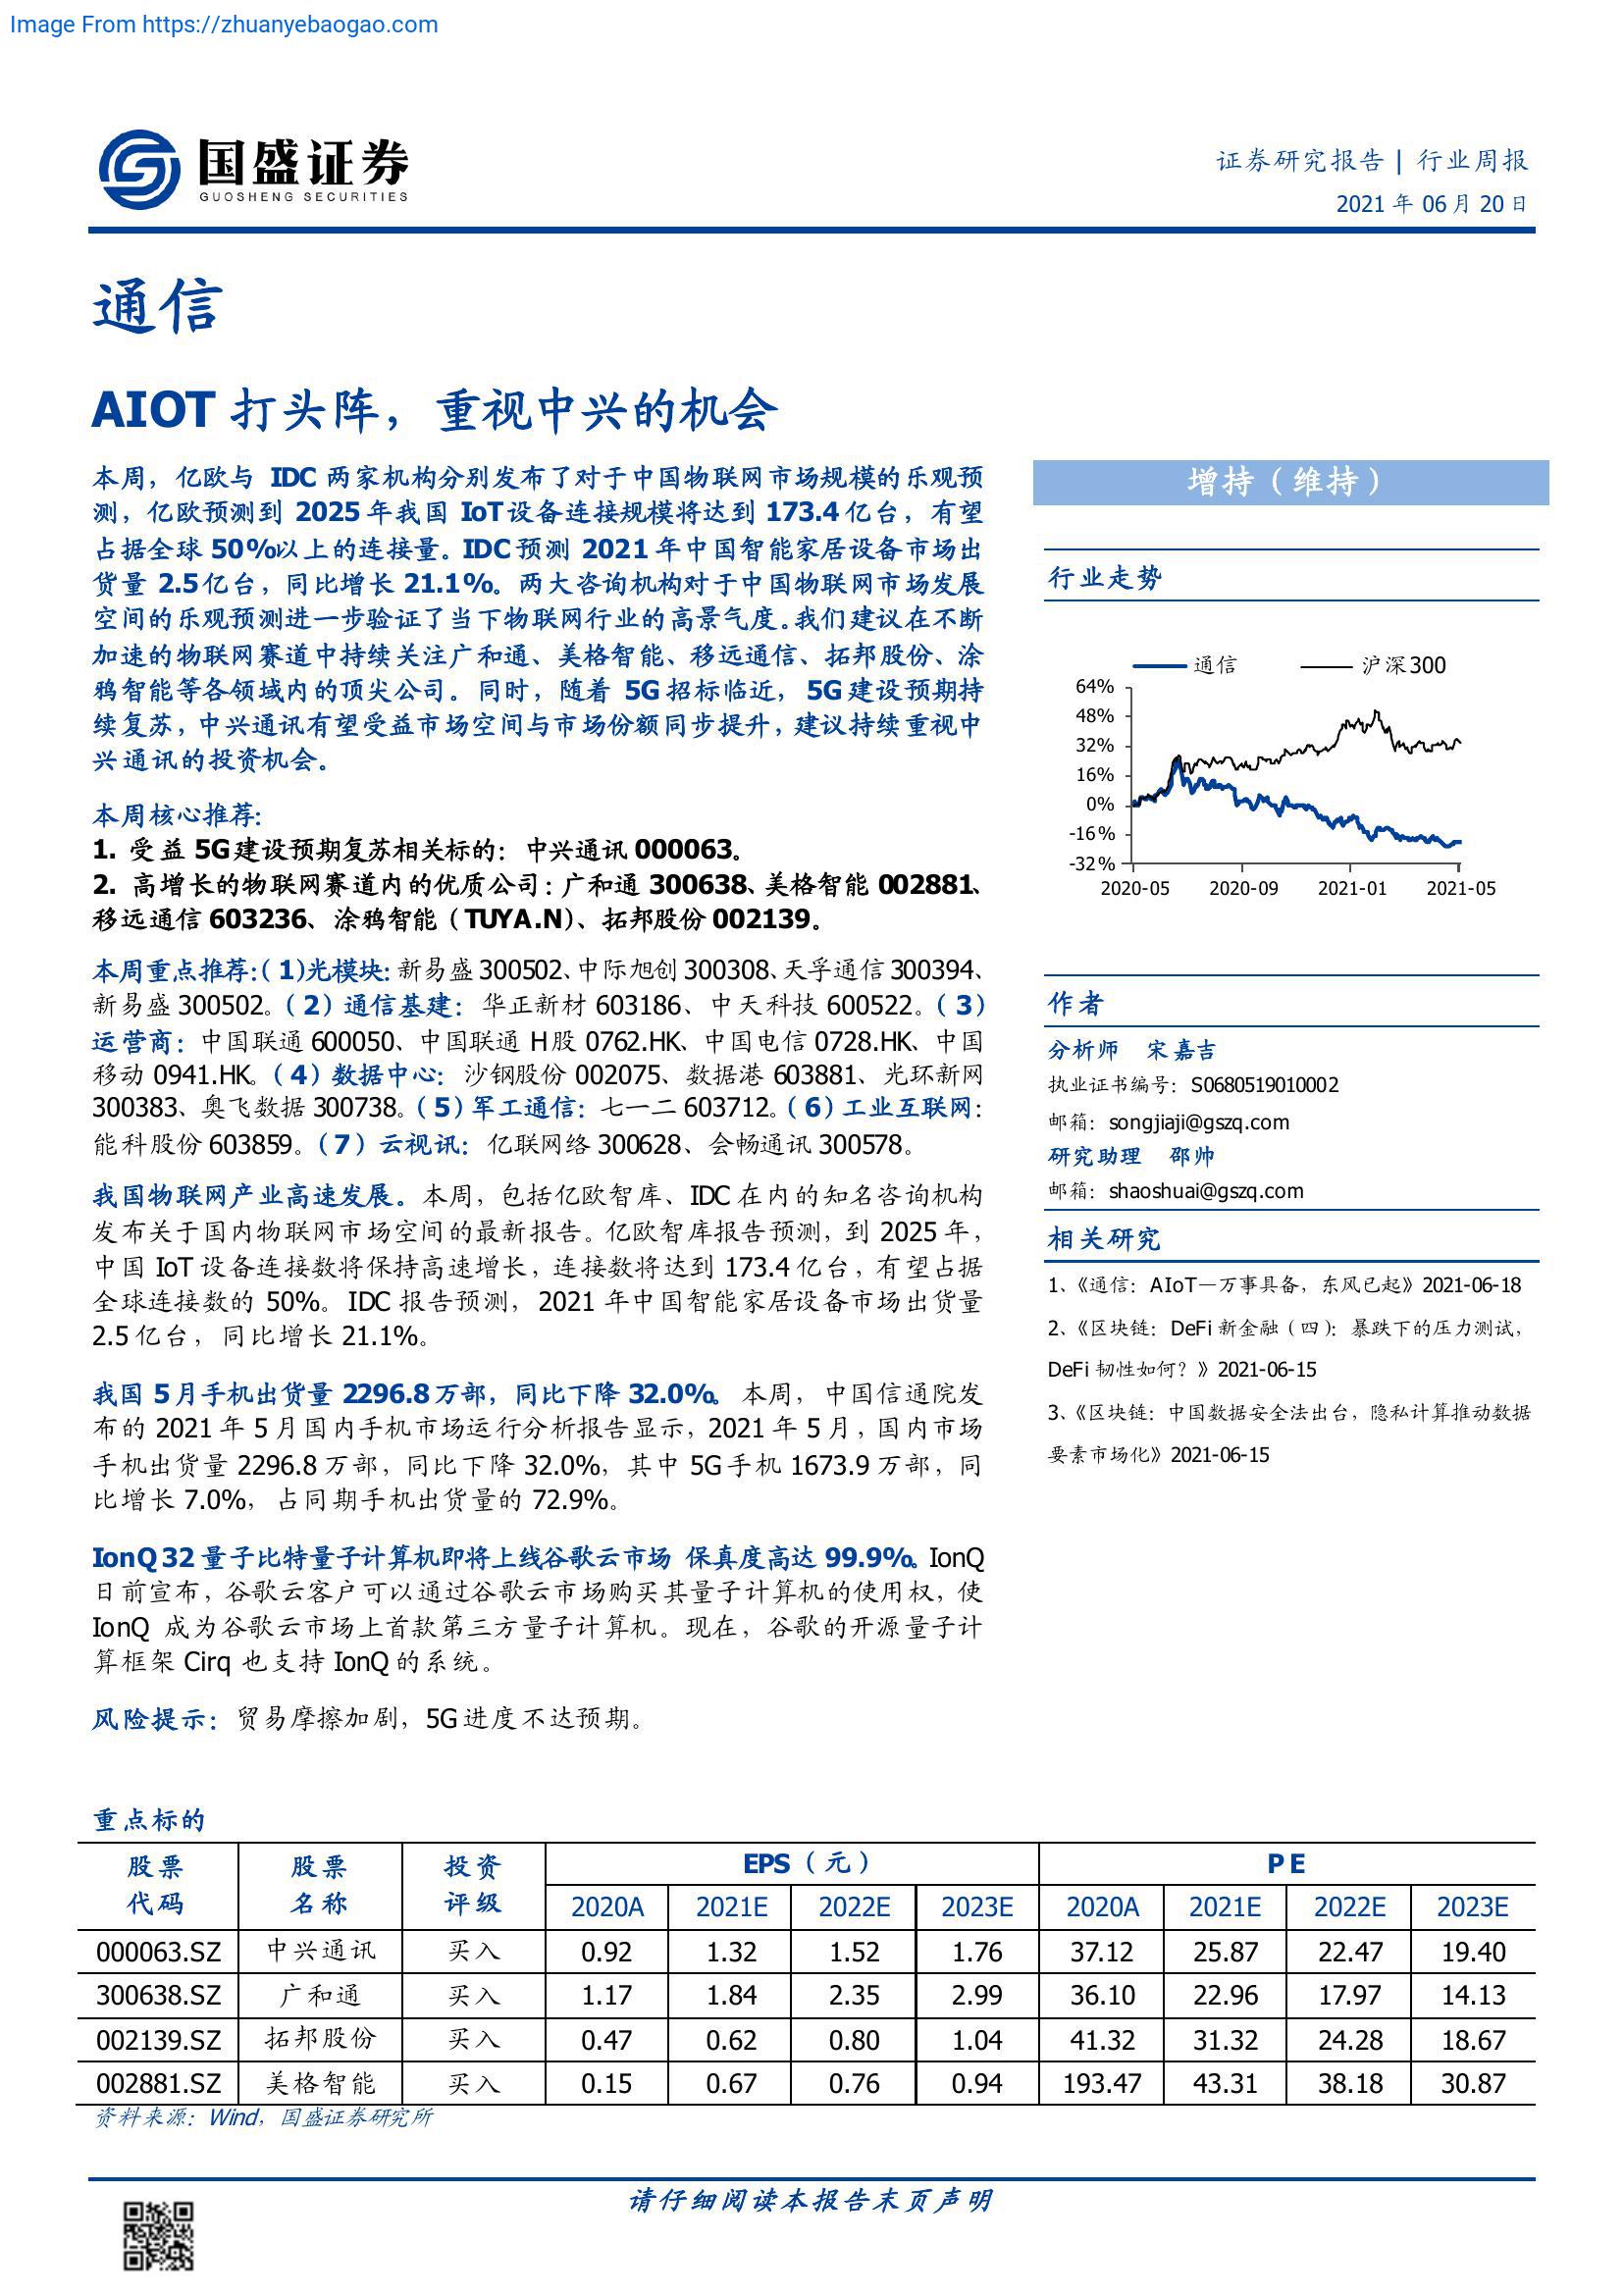 Image From https://zhuanyebaogao.com
国盛证券
GUOSHENG SECURITIES
证券研究报告 | 行业周报
2021 年 06 月 20 日
通信
AIOT 打头阵，重视中兴的机会
本周，亿欧与 IDC 两家机构分别发布了对于中国物联网市场规模的乐观预
测，亿欧预测到 2025 年我国 IoT 设备连接规模将达到 173.4 亿台，有望
占据全球 50%以上的连接量。IDC 预测 2021 年中国智能家居设备市场出
货量 2.5 亿台，同比增长 21.1%。两大咨询机构对于中国物联网市场发展
空间的乐观预测进一步验证了当下物联网行业的高景气度。我们建议在不断
加速的物联网赛道中持续关注广和通、美格智能、移远通信、拓邦股份、涂
鸦智能等各领域内的顶尖公司。同时，随着 5G 招标临近，5G 建设预期持
续复苏，中兴通讯有望受益市场空间与市场份额同步提升，建议持续重视中
兴通讯的投资机会。
本周核心推荐：
1. 受益 5G 建设预期复苏相关标的：中兴通讯 000063。
2. 高增长的物联网赛道内的优质公司：广和通 300638、美格智能 002881、
移远通信 603236、涂鸦智能（TUYA.N）、拓邦股份 002139。
本周重点推荐：（1）光模块：新易盛 300502、中际旭创 300308、天孚通信 300394、
新易盛 300502。（2）通信基建：华正新材 603186、中天科技 600522。（3）
运营商：中国联通 600050、中国联通 H 股 0762.HK、中国电信 0728.HK、中国
移动 0941.HK。（4）数据中心：沙钢股份 002075、数据港 603881、光环新网
300383、奥飞数据 300738。（5）军工通信：七一二 603712。（6）工业互联网：
能科股份 603859。（7）云视讯：亿联网络 300628、会畅通讯 300578。
我国物联网产业高速发展。本周，包括亿欧智库、IDC 在内的知名咨询机构
发布关于国内物联网市场空间的最新报告。亿欧智库报告预测，到 2025 年，
中国 IoT 设备连接数将保持高速增长，连接数将达到 173.4 亿台，有望占据
全球连接数的 50%。IDC 报告预测，2021 年中国智能家居设备市场出货量
2.5 亿台，同比增长 21.1%。
我国 5 月手机出货量 2296.8 万部，同比下降 32.0%。本周，中国信通院发
布的 2021 年 5 月国内手机市场运行分析报告显示，2021 年 5 月，国内市场
手机出货量 2296.8 万部，同比下降 32.0%，其中 5G 手机 1673.9 万部，同
比增长 7.0%，占同期手机出货量的 72.9%。
IonQ 32 量子比特量子计算机即将上线谷歌云市场 保真度高达 99.9%。IonQ
日前宣布，谷歌云客户可以通过谷歌云市场购买其量子计算机的使用权，使
IonQ 成为谷歌云市场上首款第三方量子计算机。现在，谷歌的开源量子计
算框架 Cirq 也支持 IonQ 的系统。
风险提示：贸易摩擦加剧，5G 进度不达预期。
增持（维持）
行业走势
通信 沪深300
64%
48%
32%
16%
0%
-16%
-32%
2020-05 2020-09 2021-01 2021-05
作者
分析师 宋嘉吉
执业证书编号：S0680519010002
邮箱：songjiaji@gszq.com
研究助理 邵帅
邮箱：shaoshuai@gszq.com
相关研究
1、《通信：AIoT—万事具备，东风已起》2021-06-18
2、《区块链：DeFi 新金融（四）：暴跌下的压力测试，
DeFi 韧性如何？》2021-06-15
3、《区块链：中国数据安全法出台，隐私计算推动数据
要素市场化》2021-06-15
重点标的
股票 股票 投资 EPS（元） PE
代码 名称 评级 2020A 2021E 2022E 2023E 2020A 2021E 2022E 2023E
000063.SZ 中兴通讯 买入 0.92 1.32 1.52 1.76 37.12 25.87 22.47 19.40
300638.SZ 广和通 买入 1.17 1.84 2.35 2.99 36.10 22.96 17.97 14.13
002139.SZ 拓邦股份 买入 0.47 0.62 0.80 1.04 41.32 31.32 24.28 18.67
002881.SZ 美格智能 买入 0.15 0.67 0.76 0.94 193.47 43.31 38.18 30.87
资料来源：Wind，国盛证券研究所
请仔细阅读本报告末页声明